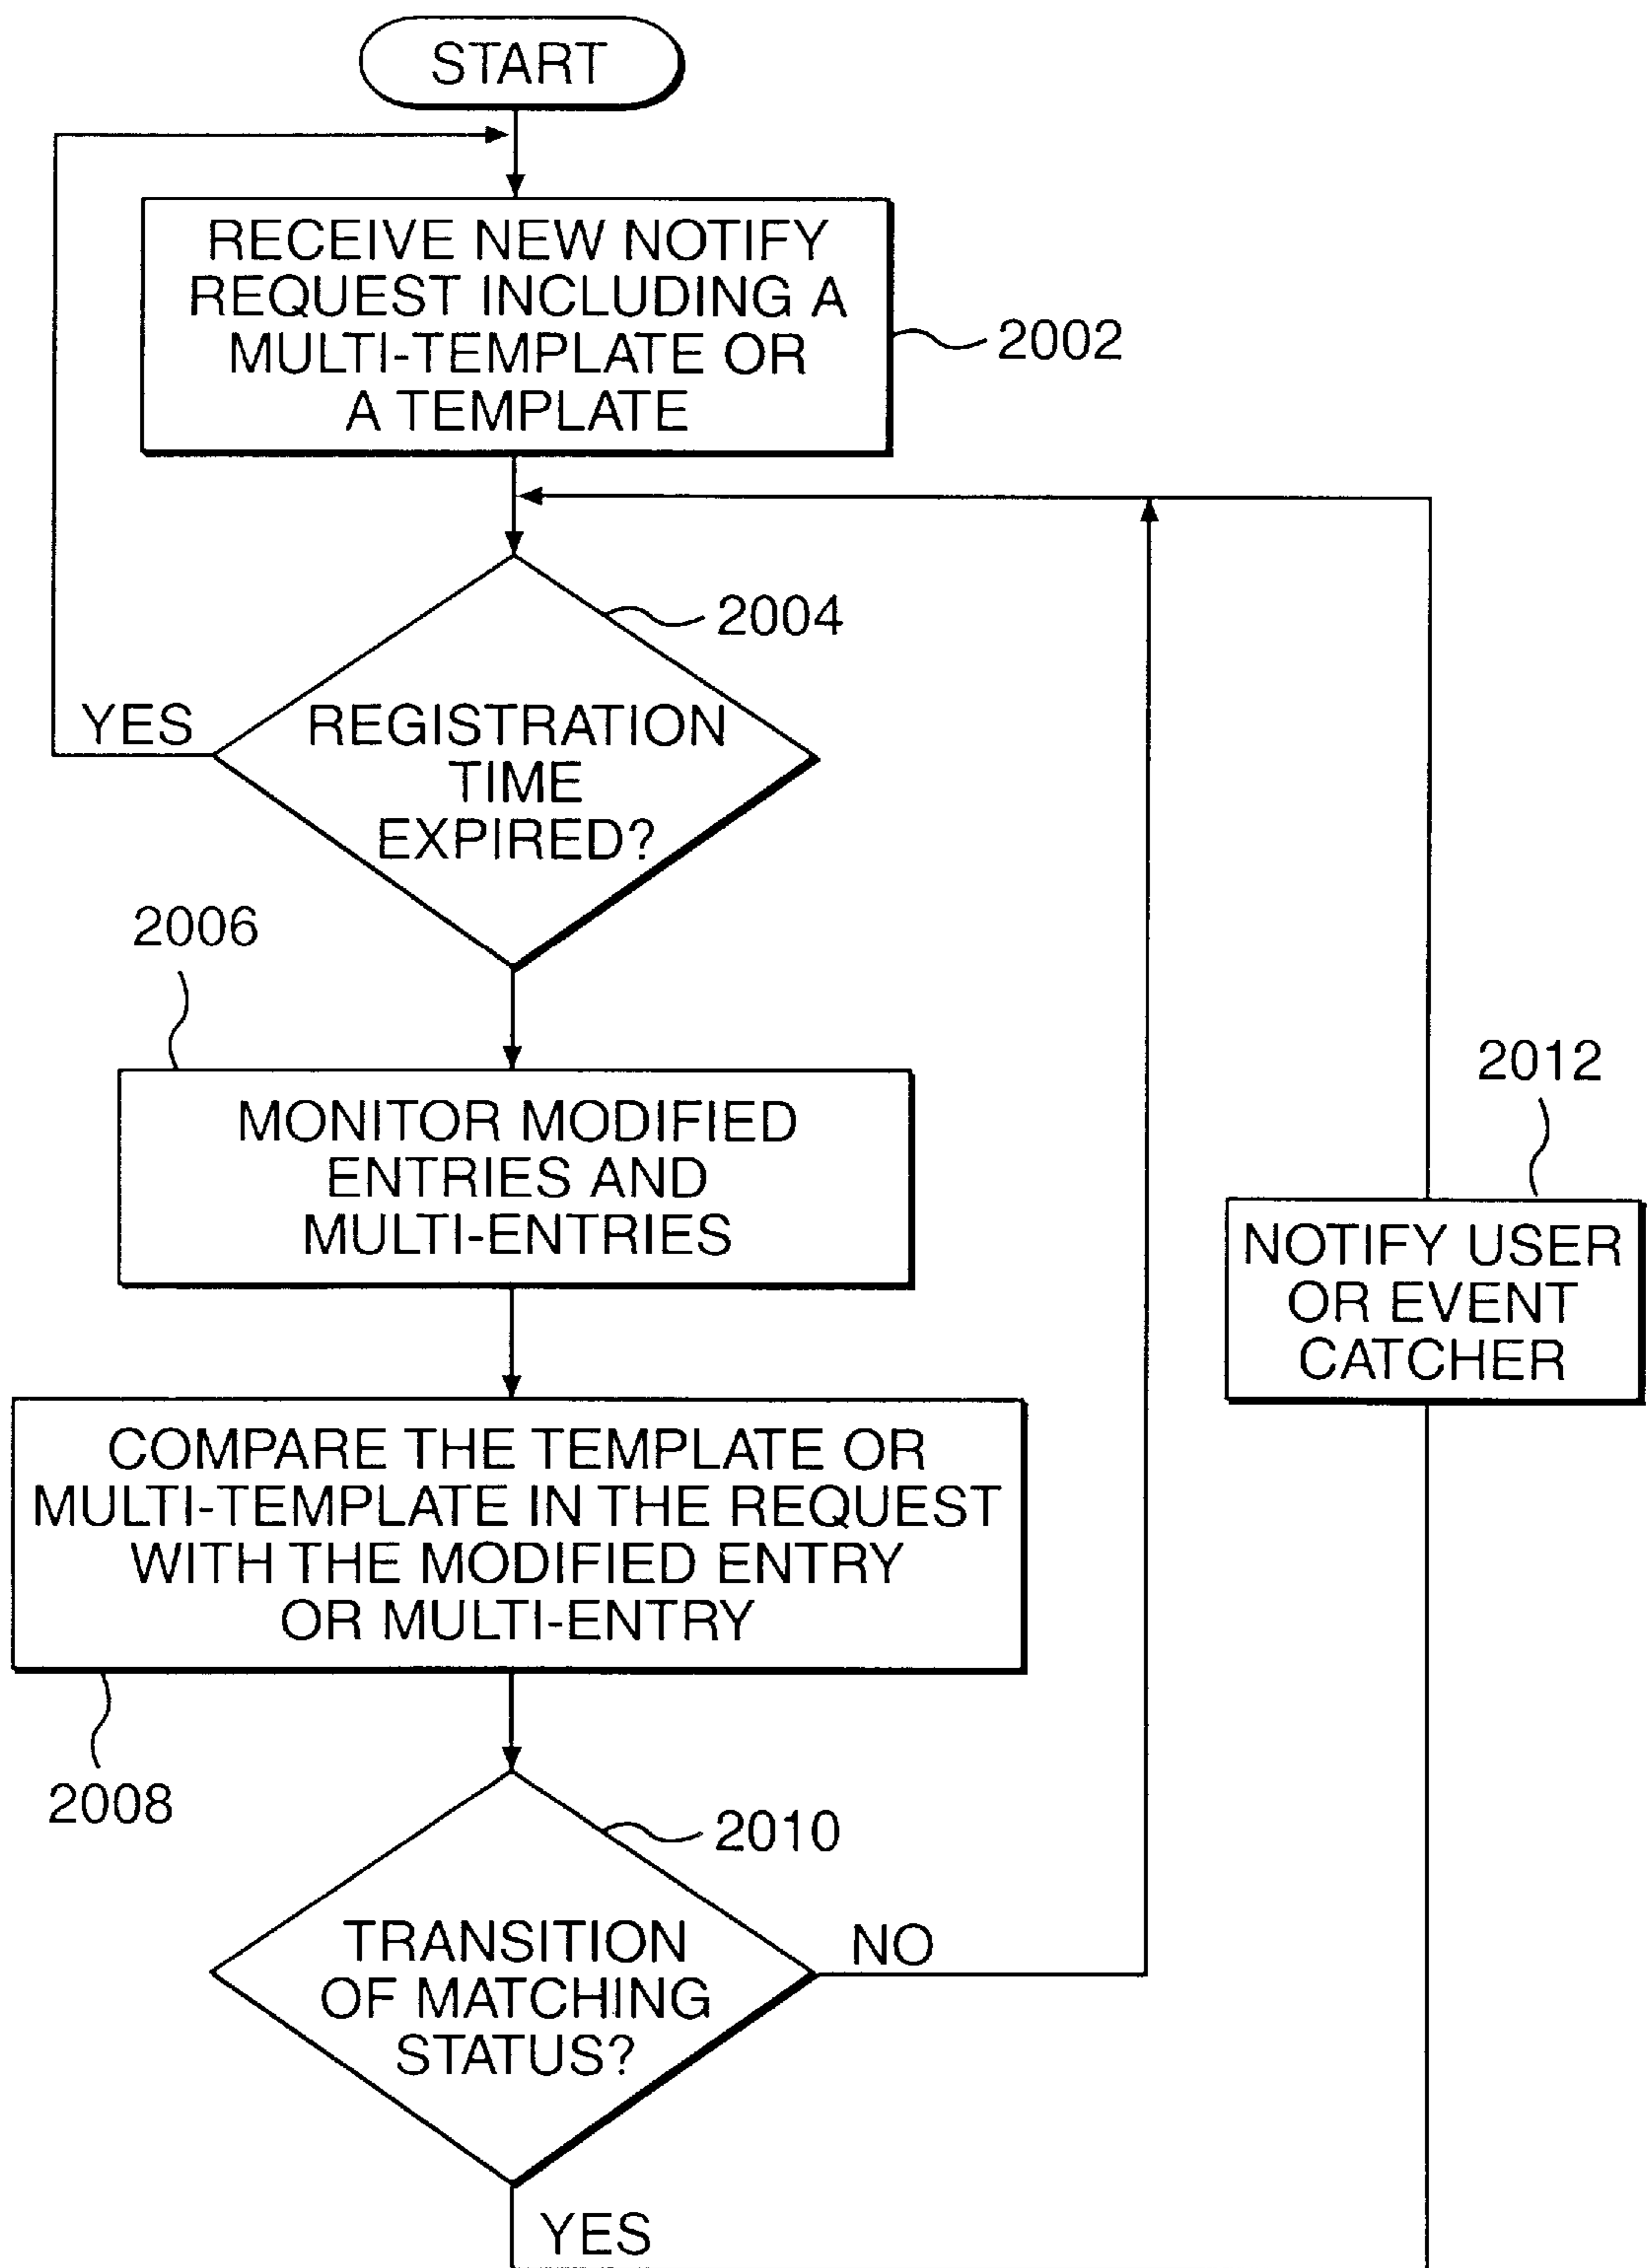 START
RECEIVE NEW NOTIFY
REQUEST INCLUDING A
MULTI-TEMPLATE OR
A TEMPLATE
2002
2004
YES
REGISTRATION
TIME
EXPIRED?
2006
MONITOR MODIFIED
ENTRIES AND
MULTI-ENTRIES
2012
NOTIFY USER
OR EVENT
CATCHER
COMPARE THE TEMPLATE OR
MULTI-TEMPLATE IN THE REQUEST
WITH THE MODIFIED ENTRY
OR MULTI-ENTRY
2008
2010
TRANSITION
OF MATCHING
STATUS?
NO
YES